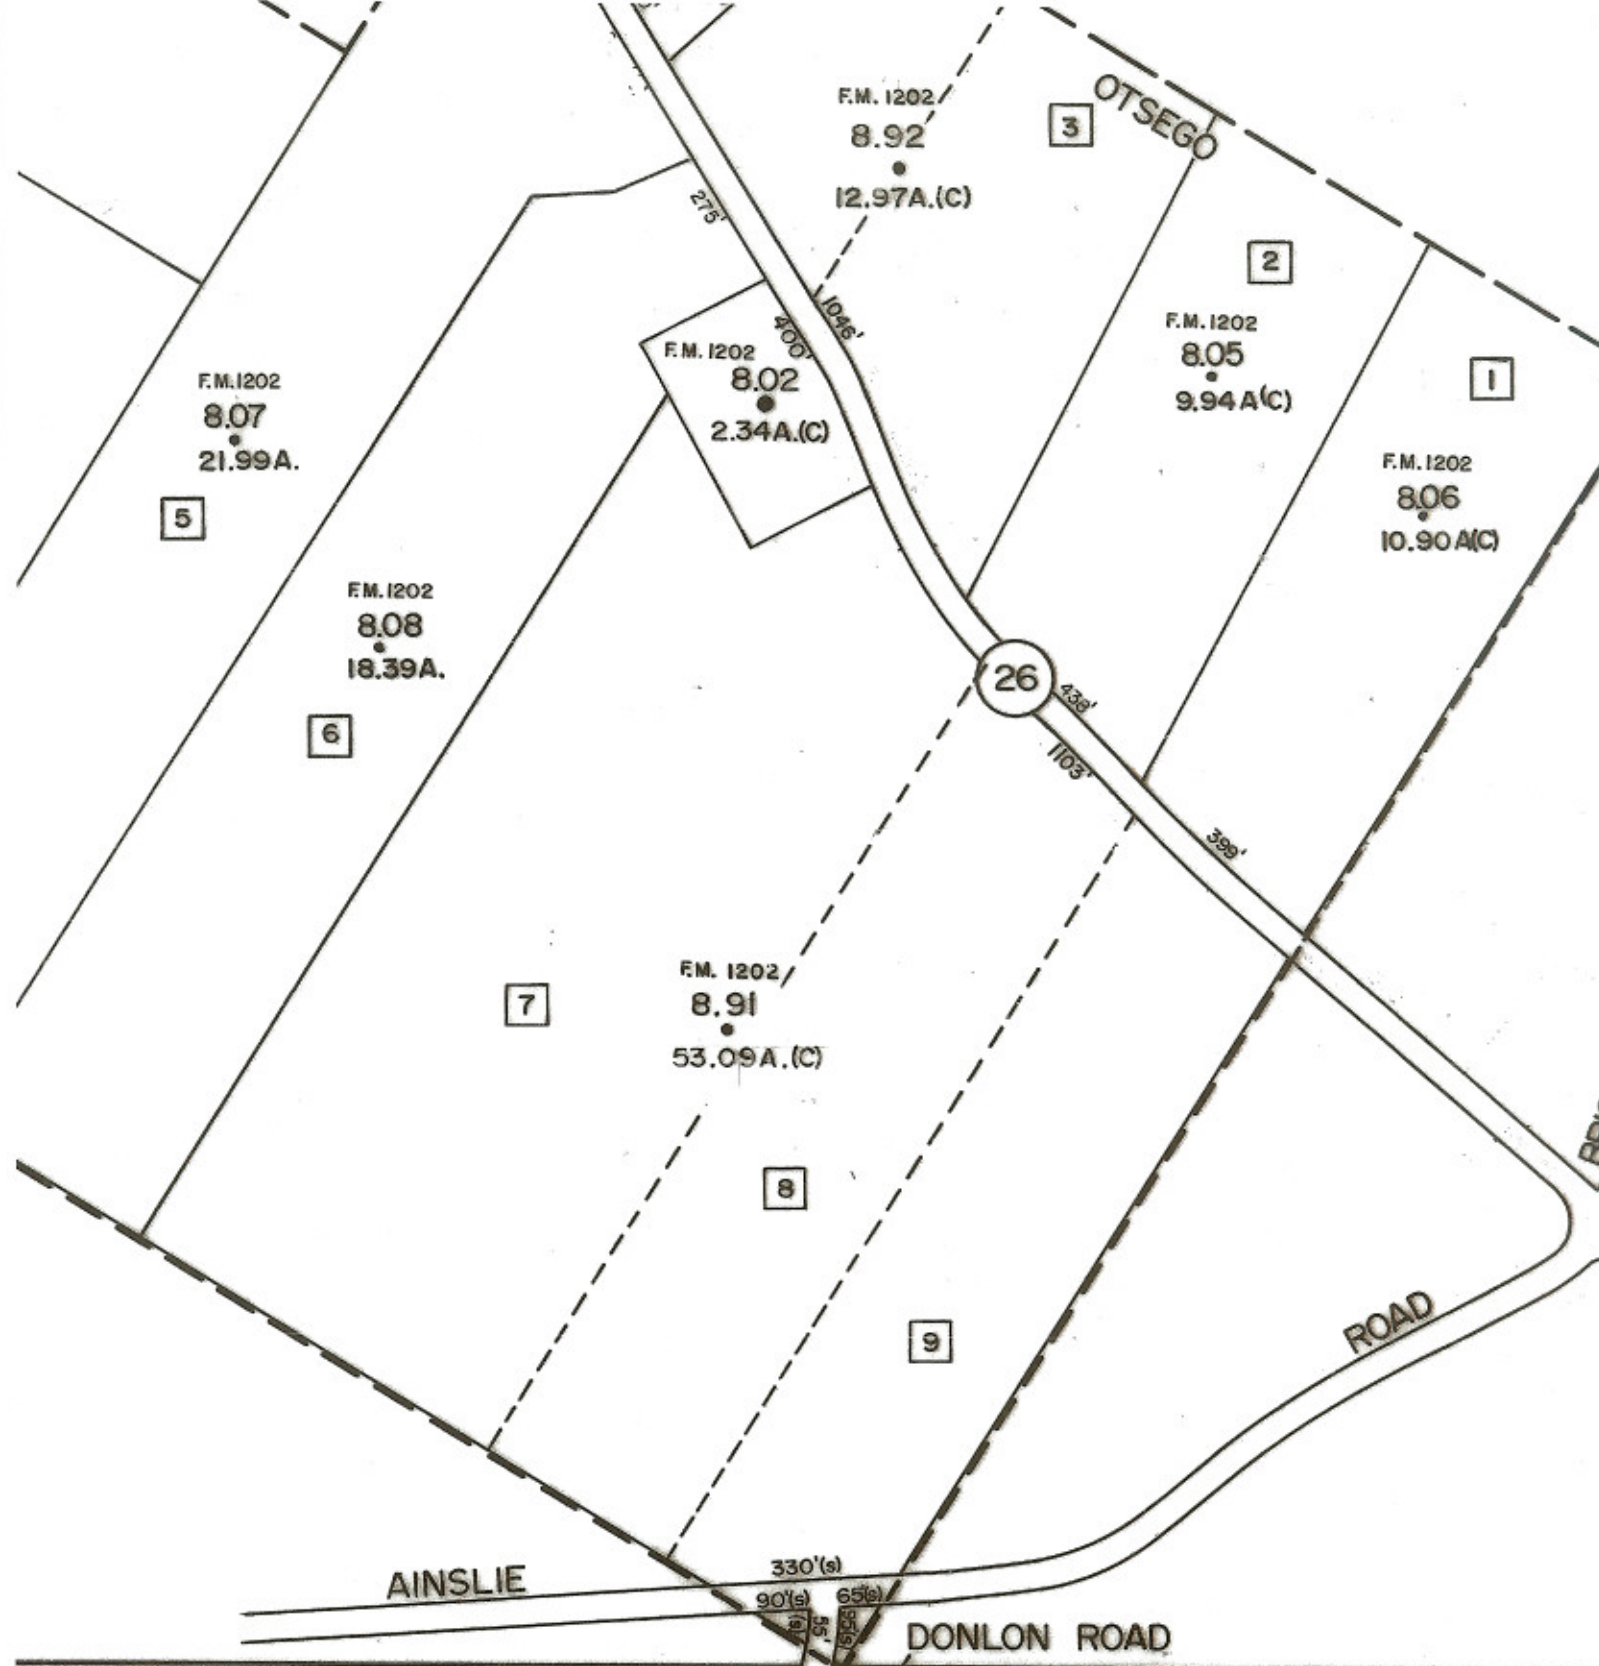 OTSEGO
F.M. 1202
8.92
12.97A.(C)
3
2
275'
1046'
400'
F.M. 1202
8.02
2.34A.(C)
F.M. 1202
8.05
9.94A(C)
1
F.M.1202
8.07
21.99A.
5
F.M. 1202
8.06
10.90A(C)
F.M. 1202
8.08
18.39A.
6
26
438'
1103'
399'
F.M. 1202
8.91
53.09A.(C)
7
8
9
ROAD
AINSLIE
330'(s)
90'(s)
65'(s)
(s)
55'
95'(s)
DONLON ROAD